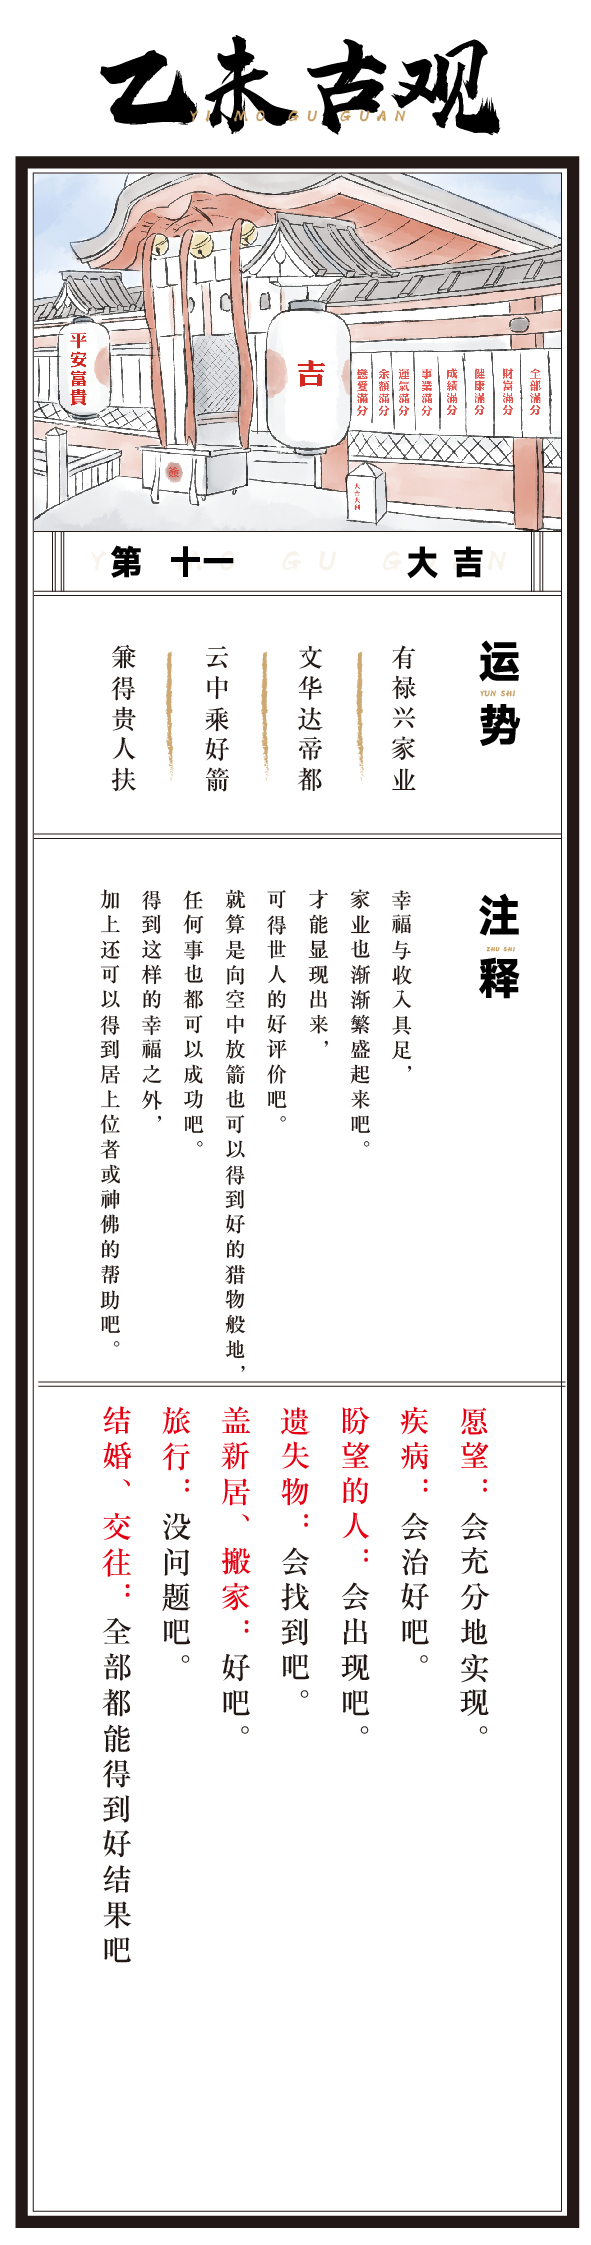 乙未古观
YI MO GU GUAN
平安富貴
吉
戀愛滿分
余額滿分
運氣滿分
事業滿分
成績滿分
健康滿分
財富滿分
全部滿分
大吉大利
第 十一
大吉
运势
YUN SHI
有禄兴家业
文华达帝都
云中乘好箭
兼得贵人扶
注释
ZHU SHI
幸福与收入具足，
家业也渐渐繁盛起来吧。
才能显现出来，
可得世人的好评价吧。
就算是向空中放箭也可以得到好的猎物般地，
任何事也都可以成功吧。
得到这样的幸福之外，
加上还可以得到居上位者或神佛的帮助吧。
愿望：会充分地实现。
疾病：会治好吧。
盼望的人：会出现吧。
遗失物：会找到吧。
盖新居、搬家：好吧。
旅行：没问题吧。
结婚、交往：全部都能得到好结果吧